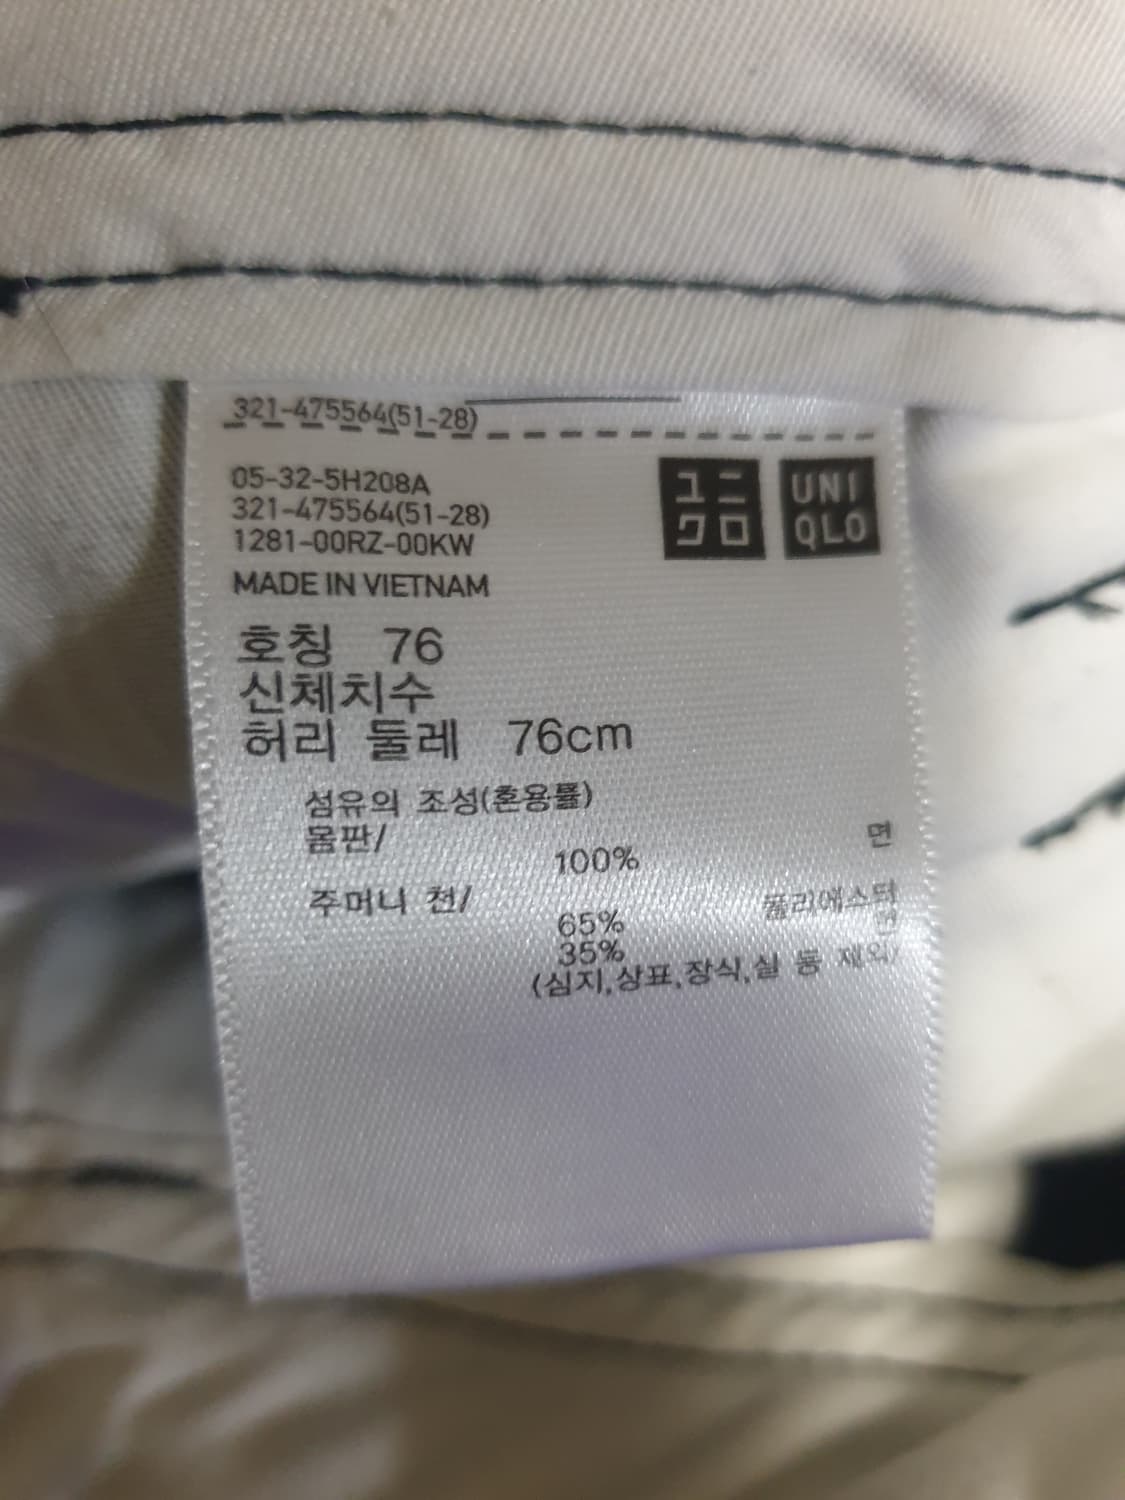 321-475564(51-28)
05-32-5H208A
321-475564(51-28)
1281-00RZ-00KW
MADE IN VIETNAM
ユニ
クロ
UNI
QLO
호칭 76
신체치수
허리 둘레 76cm
섬유의 조성(혼용률)
몸판/ 면
100%
주머니 천/ 폴리에스터
65% 면
35%
(심지,상표,장식,실 등 제외)